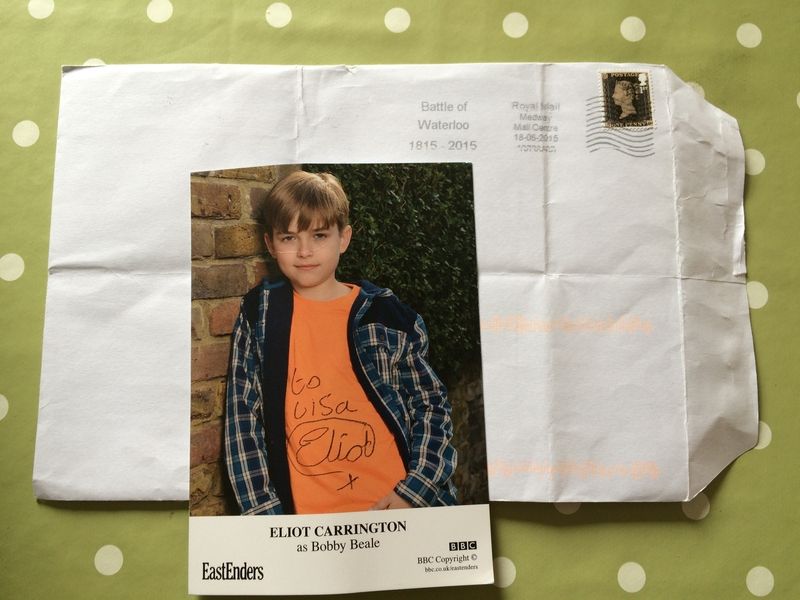 Battle of
Waterloo
1815 - 2015
Royal Mail
Medway
Mail Centre
18-05-2015
POSTAGE
ONE PENNY
to
Lisa
Eliot
x
ELIOT CARRINGTON
as Bobby Beale
BBC
BBC Copyright ©
bbc.co.uk/eastenders
EastEnders